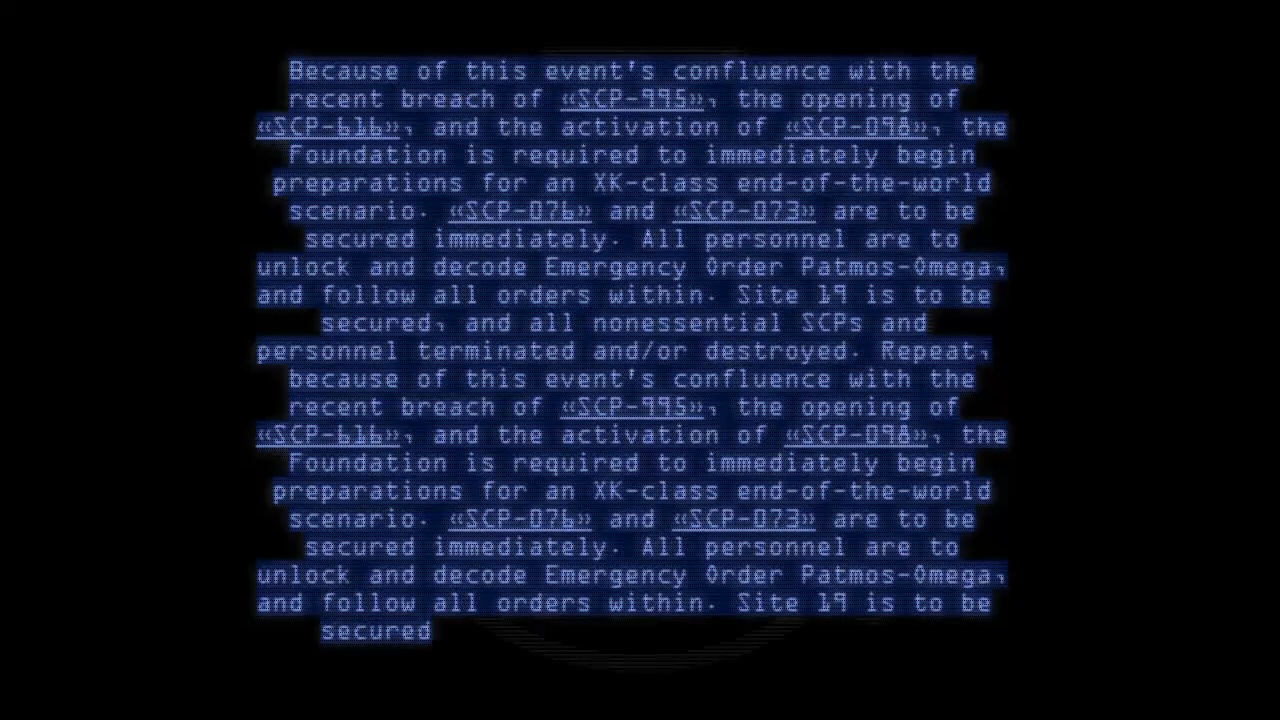 Because of this event's confluence with the
recent breach of «SCP-995», the opening of
«SCP-616», and the activation of «SCP-098», the
Foundation is required to immediately begin
preparations for an XK-class end-of-the-world
scenario. «SCP-076» and «SCP-073» are to be
secured immediately. All personnel are to
unlock and decode Emergency Order Patmos-Omega,
and follow all orders within. Site 19 is to be
secured, and all nonessential SCPs and
personnel terminated and/or destroyed. Repeat,
because of this event's confluence with the
recent breach of «SCP-995», the opening of
«SCP-616», and the activation of «SCP-098», the
Foundation is required to immediately begin
preparations for an XK-class end-of-the-world
scenario. «SCP-076» and «SCP-073» are to be
secured immediately. All personnel are to
unlock and decode Emergency Order Patmos-Omega,
and follow all orders within. Site 19 is to be
secured